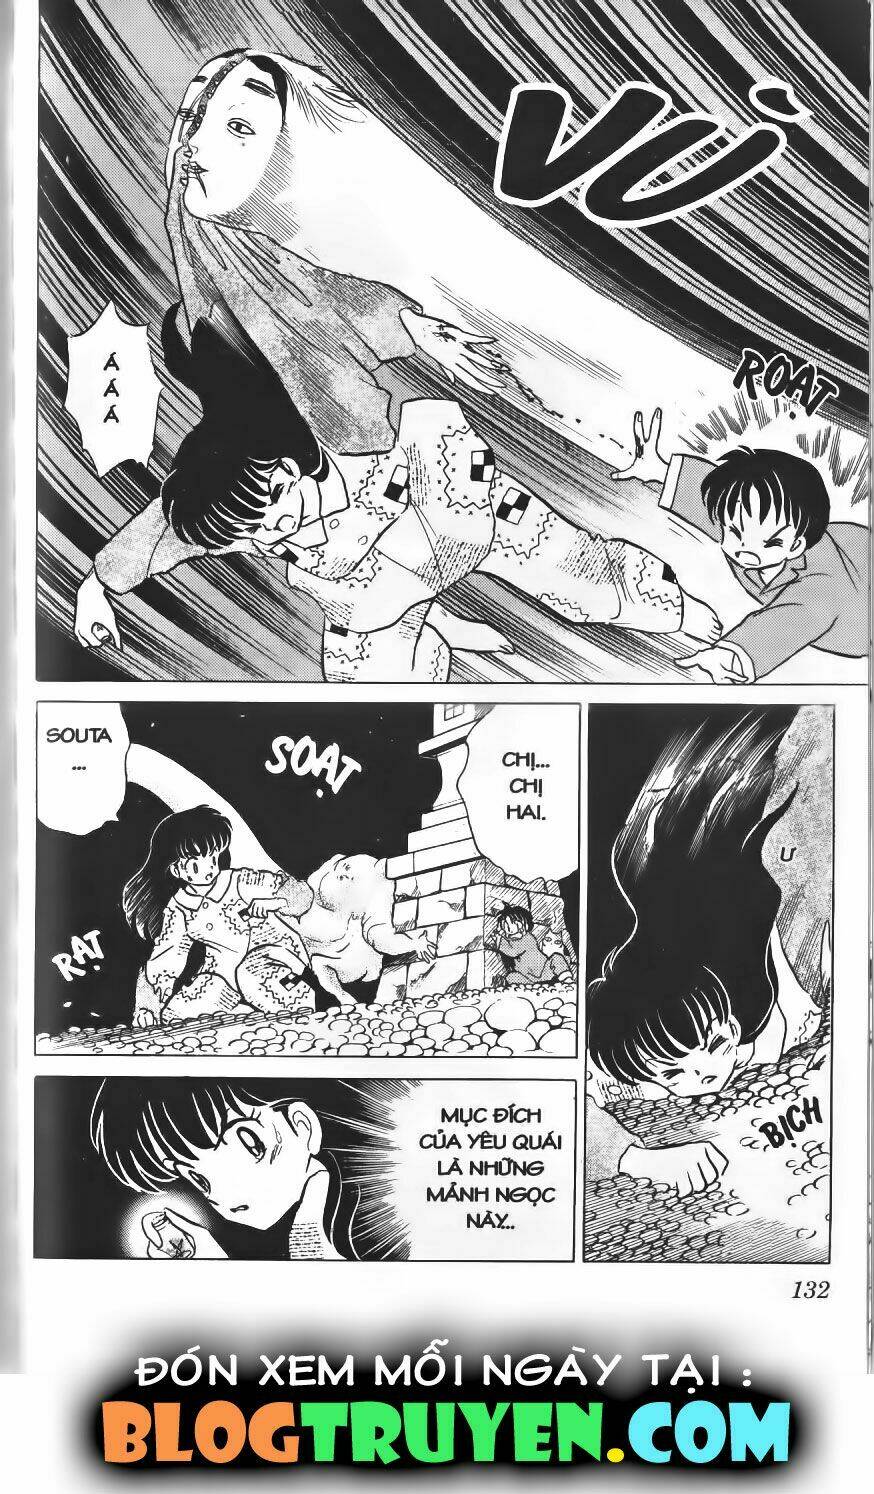 VÙ
ROẠT
Á
Á
Á
Ư
CHỊ...
CHỊ
HAI.
SOUTA
...
SOẠT
RẠT
BỊCH
MỤC ĐÍCH
CỦA YÊU QUÁI
LÀ NHỮNG
MẢNH NGỌC
NÀY...
132
ĐÓN XEM MỖI NGÀY TẠI :
BLOGTRUYEN.COM